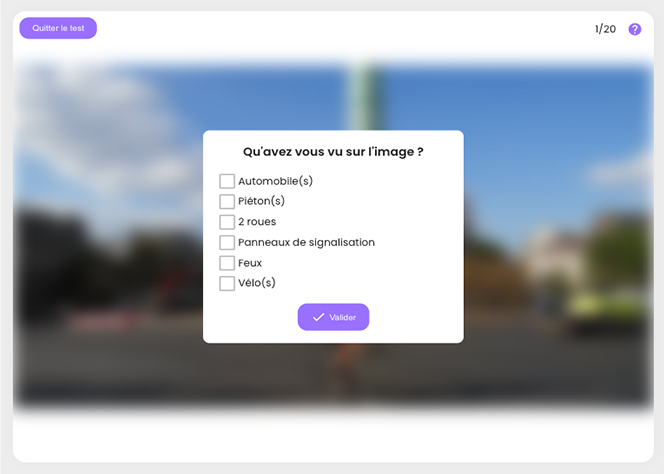 Quitter le test
1/20
?
Qu'avez vous vu sur l'image ?
Automobile(s)
Piéton(s)
2 roues
Panneaux de signalisation
Feux
Vélo(s)
Valider